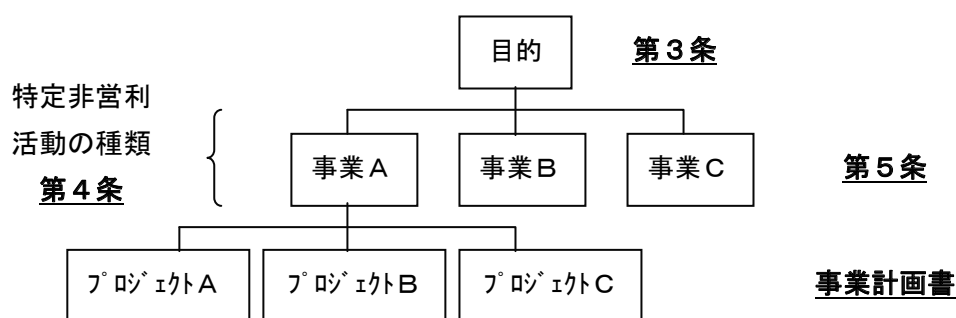 目的 第３条
特定非営利
活動の種類
第４条
事業Ａ 事業Ｂ 事業Ｃ 第５条
ﾌﾟﾛｼﾞｪｸﾄＡ ﾌﾟﾛｼﾞｪｸﾄＢ ﾌﾟﾛｼﾞｪｸﾄＣ 事業計画書